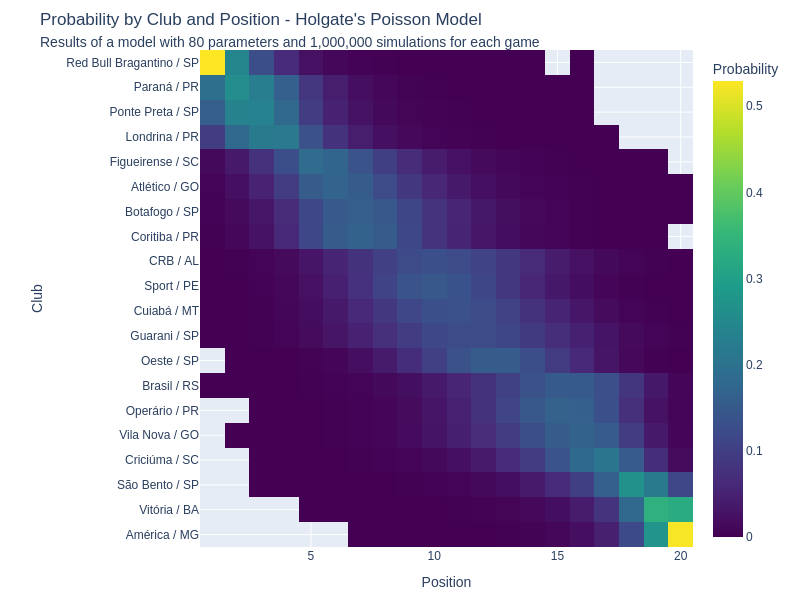 Probability by Club and Position - Holgate's Poisson Model
Results of a model with 80 parameters and 1,000,000 simulations for each game
Probability
Red Bull Bragantino / SP
Paraná / PR
Ponte Preta / SP
Londrina / PR
Figueirense / SC
Atlético / GO
Botafogo / SP
Coritiba / PR
CRB / AL
Sport / PE
Cuiabá / MT
Guarani / SP
Oeste / SP
Brasil / RS
Operário / PR
Vila Nova / GO
Criciúma / SC
São Bento / SP
Vitória / BA
América / MG
Club
5
10
15
20
Position
0.5
0.4
0.3
0.2
0.1
0